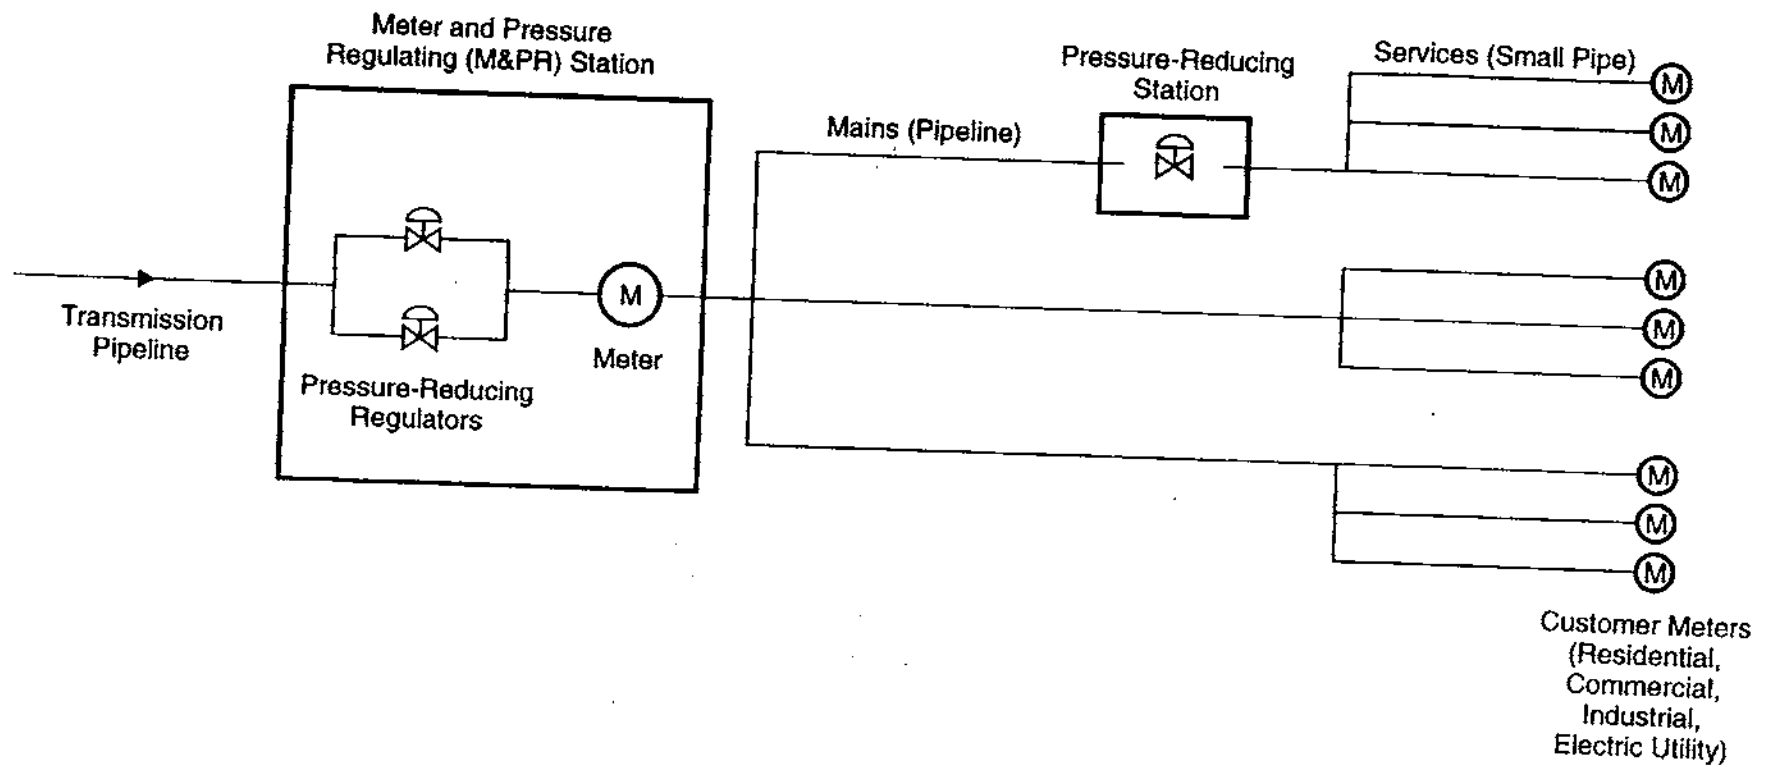 Meter and Pressure
Regulating (M&PR) Station
Pressure-Reducing
Station
Services (Small Pipe)
Mains (Pipeline)
M
M
M
Transmission
Pipeline
M
Meter
Pressure-Reducing
Regulators
M
M
M
M
M
M
Customer Meters
(Residential,
Commercial,
Industrial,
Electric Utility)